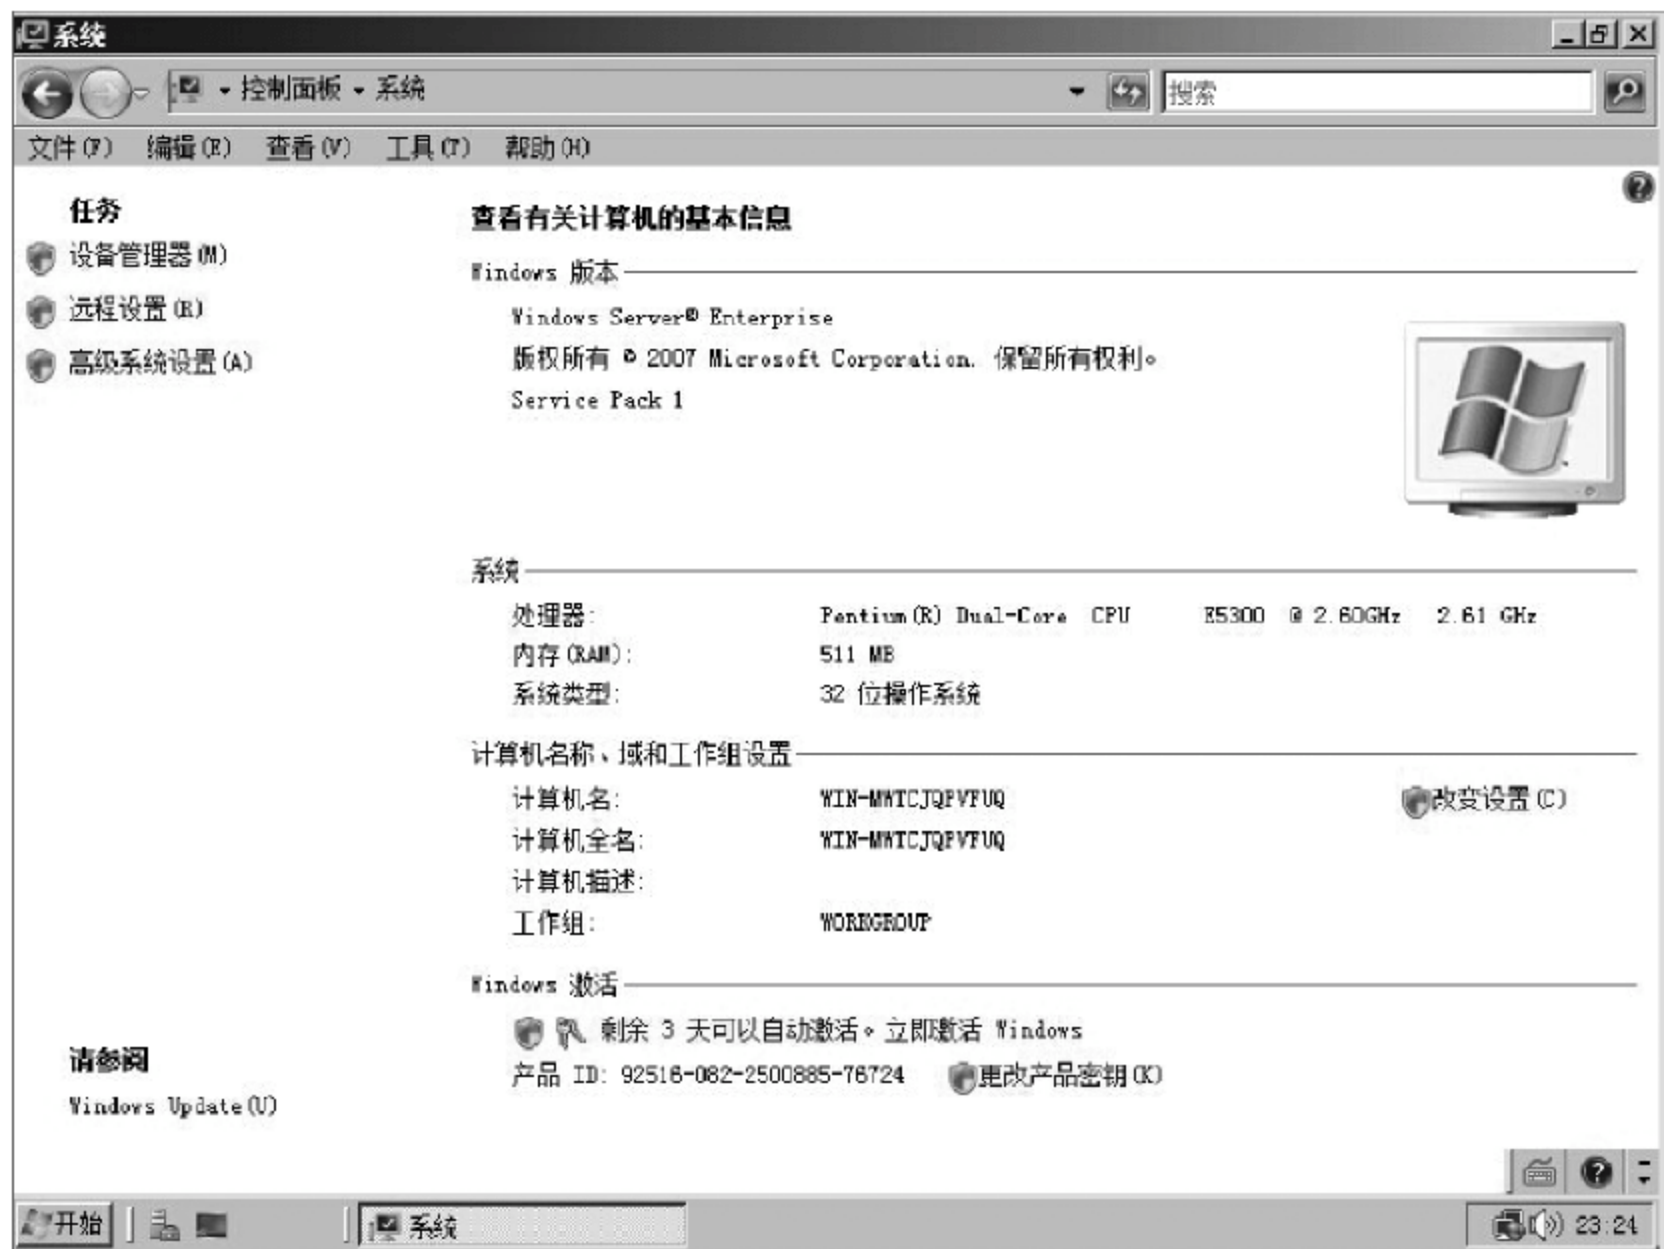 系统
控制面板 系统
搜索
文件(F) 编辑(E) 查看(V) 工具(T) 帮助(H)
任务
设备管理器(M)
远程设置(R)
高级系统设置(A)
查看有关计算机的基本信息
Windows 版本
Windows Server® Enterprise
版权所有 © 2007 Microsoft Corporation. 保留所有权利。
Service Pack 1
系统
处理器: Pentium(R) Dual-Core CPU E5300 @ 2.60GHz 2.61 GHz
内存(RAM): 511 MB
系统类型: 32 位操作系统
计算机名称、域和工作组设置
计算机名: WIN-MWTCJQPVFUQ 改变设置(C)
计算机全名: WIN-MWTCJQPVFUQ
计算机描述:
工作组: WORKGROUP
Windows 激活
剩余 3 天可以自动激活。立即激活 Windows
产品 ID: 92516-082-2500885-76724 更改产品密钥(K)
请参阅
Windows Update(U)
开始 系统 23:24